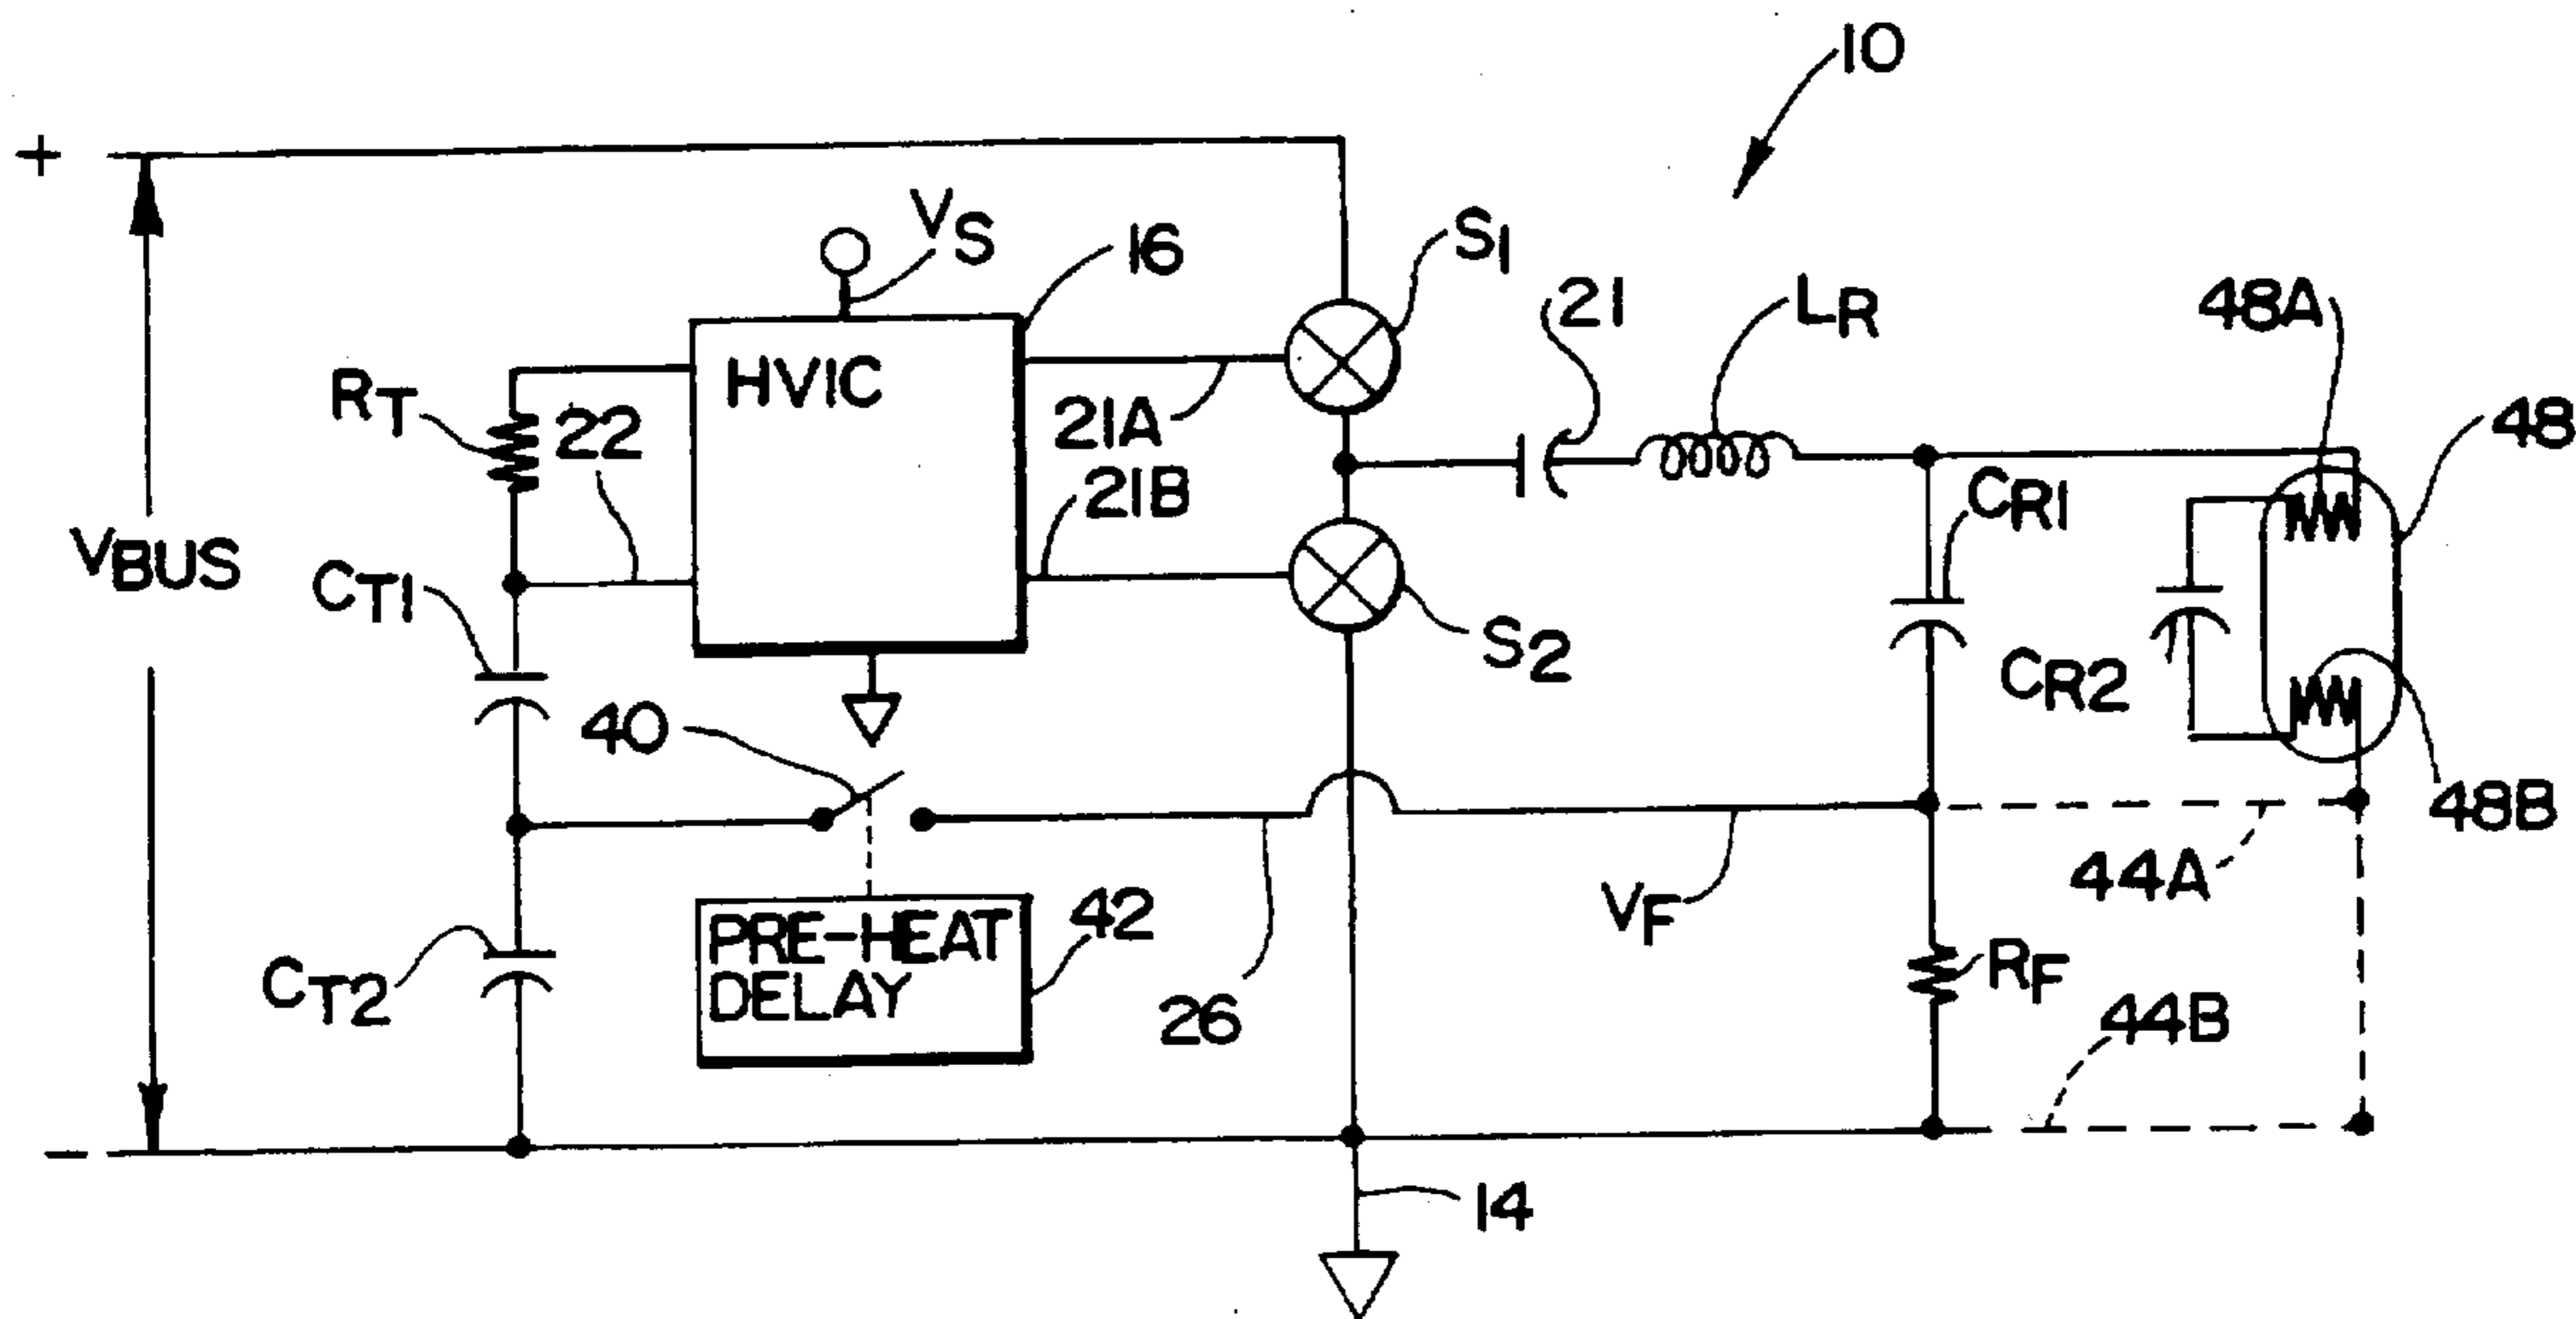 10
+
VS
16
S1
21
LR
48A
HVIC
RT
22
21A
48
21B
CR1
VBUS
CT1
S2
CR2
40
48B
44A
PRE-HEAT
DELAY
42
VF
CT2
26
RF
44B
-
14